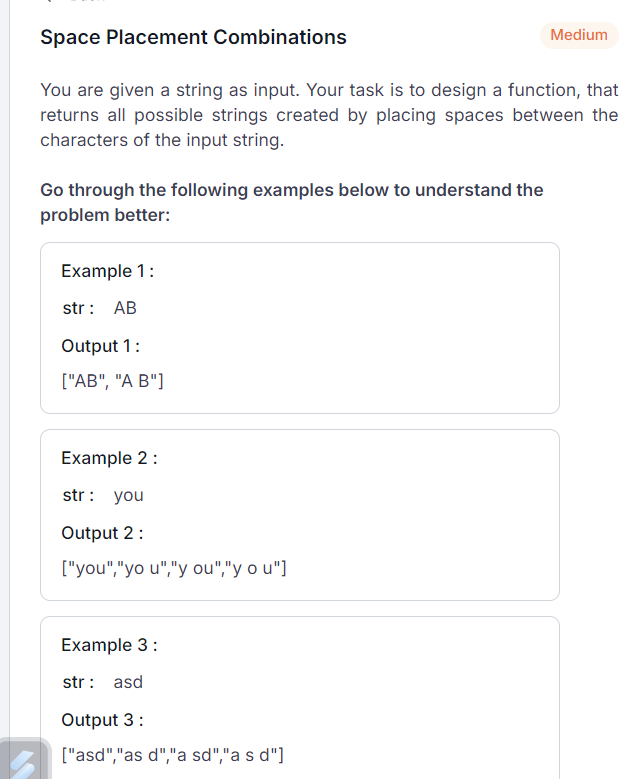 Space Placement Combinations
Medium
You are given a string as input. Your task is to design a function, that
returns all possible strings created by placing spaces between the
characters of the input string.
Go through the following examples below to understand the
problem better:
Example 1 :
str : AB
Output 1 :
["AB", "A B"]
Example 2 :
str : you
Output 2 :
["you","yo u","y ou","y o u"]
Example 3 :
str : asd
Output 3 :
["asd","as d","a sd","a s d"]